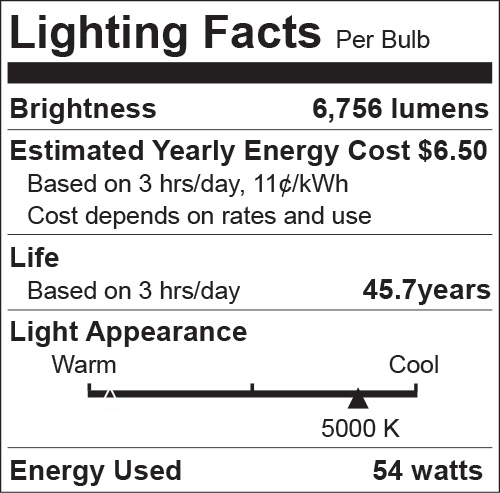 Lighting Facts Per Bulb
Brightness 6,756 lumens
Estimated Yearly Energy Cost $6.50
Based on 3 hrs/day, 11¢/kWh
Cost depends on rates and use
Life
Based on 3 hrs/day 45.7years
Light Appearance
Warm Cool
5000 K
Energy Used 54 watts